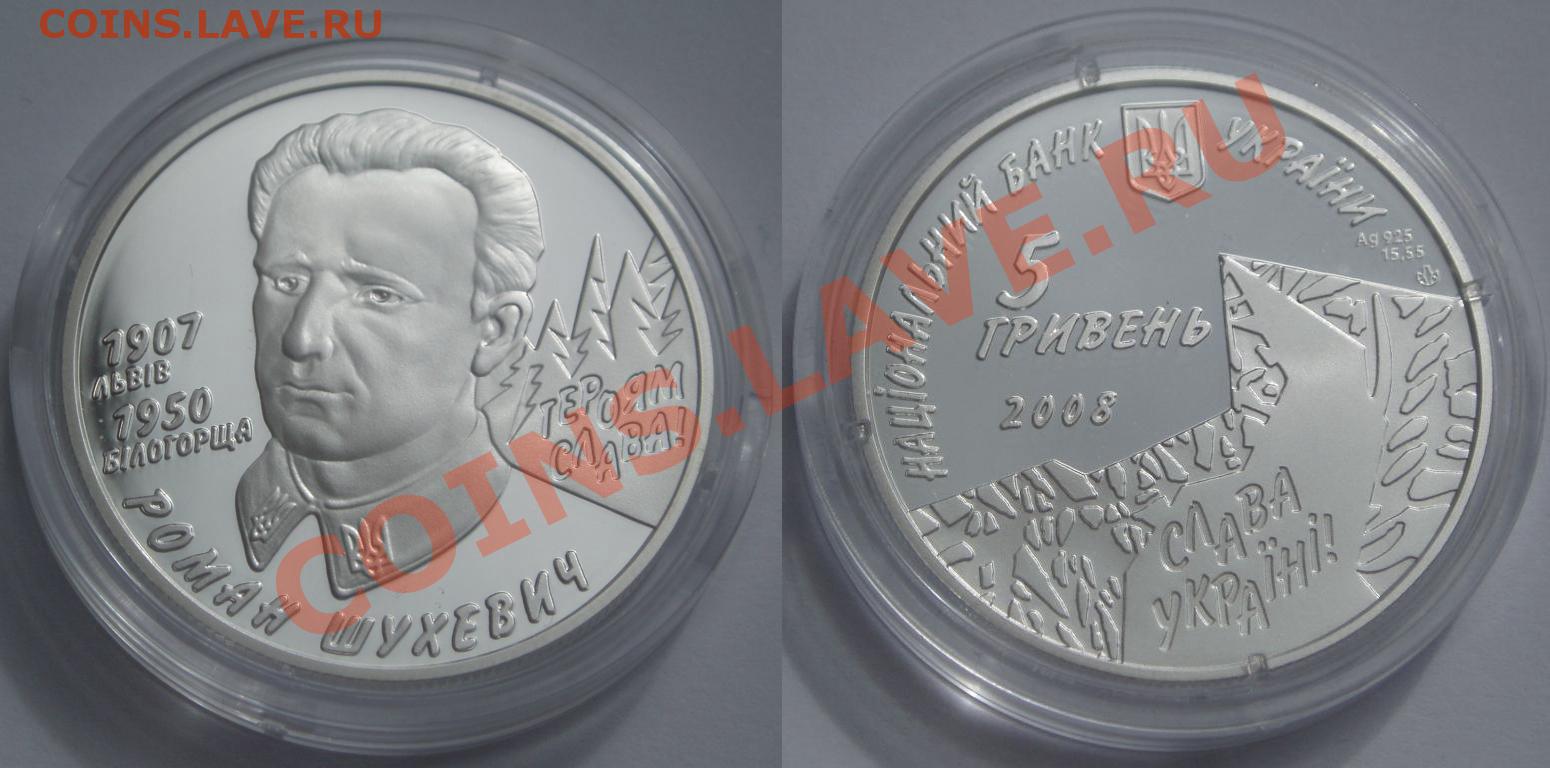 COINS.LAVE.RU
1907
ЛЬВІВ
1950
БІЛОГОРЩА
ГЕРОЯМ
СЛАВА!
РОМАН ШУХЕВИЧ
НАЦІОНАЛЬНИЙ БАНК УКРАЇНИ
Ag 925
15,55
5
ГРИВЕНЬ
2008
СЛАВА
УКРАЇНІ!
COINS.LAVE.RU